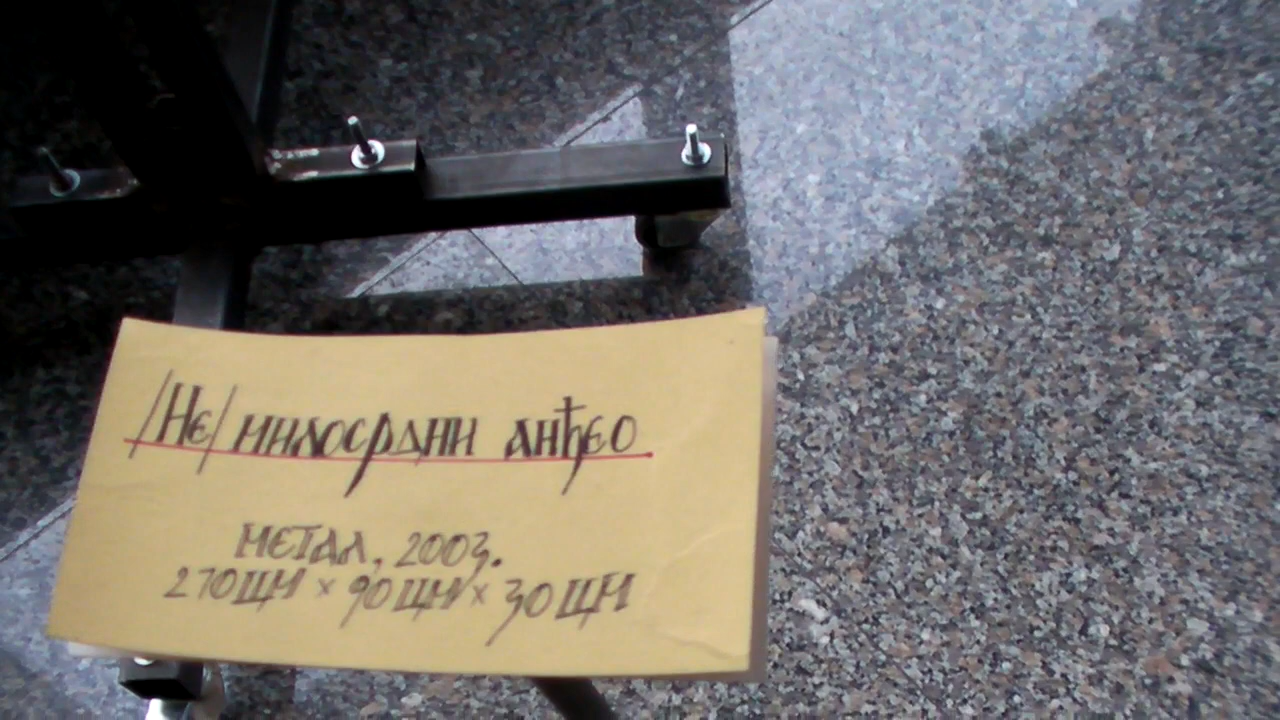 /Не/ милосрдни анђео
МЕТАЛ, 2003.
270ЦМ × 90ЦМ × 30ЦМ